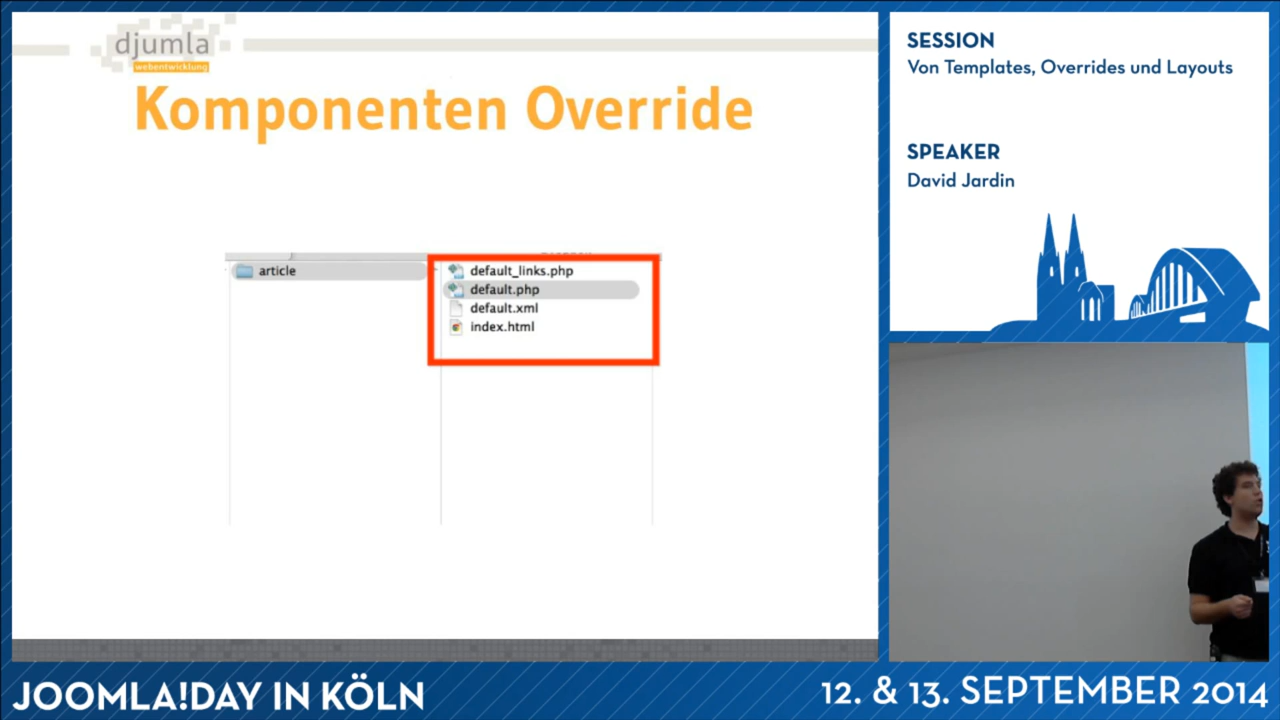 djumla
webentwicklung
Komponenten Override
article
default_links.php
default.php
default.xml
index.html
SESSION
Von Templates, Overrides und Layouts
SPEAKER
David Jardin
JOOMLA!DAY IN KÖLN
12. & 13. SEPTEMBER 2014